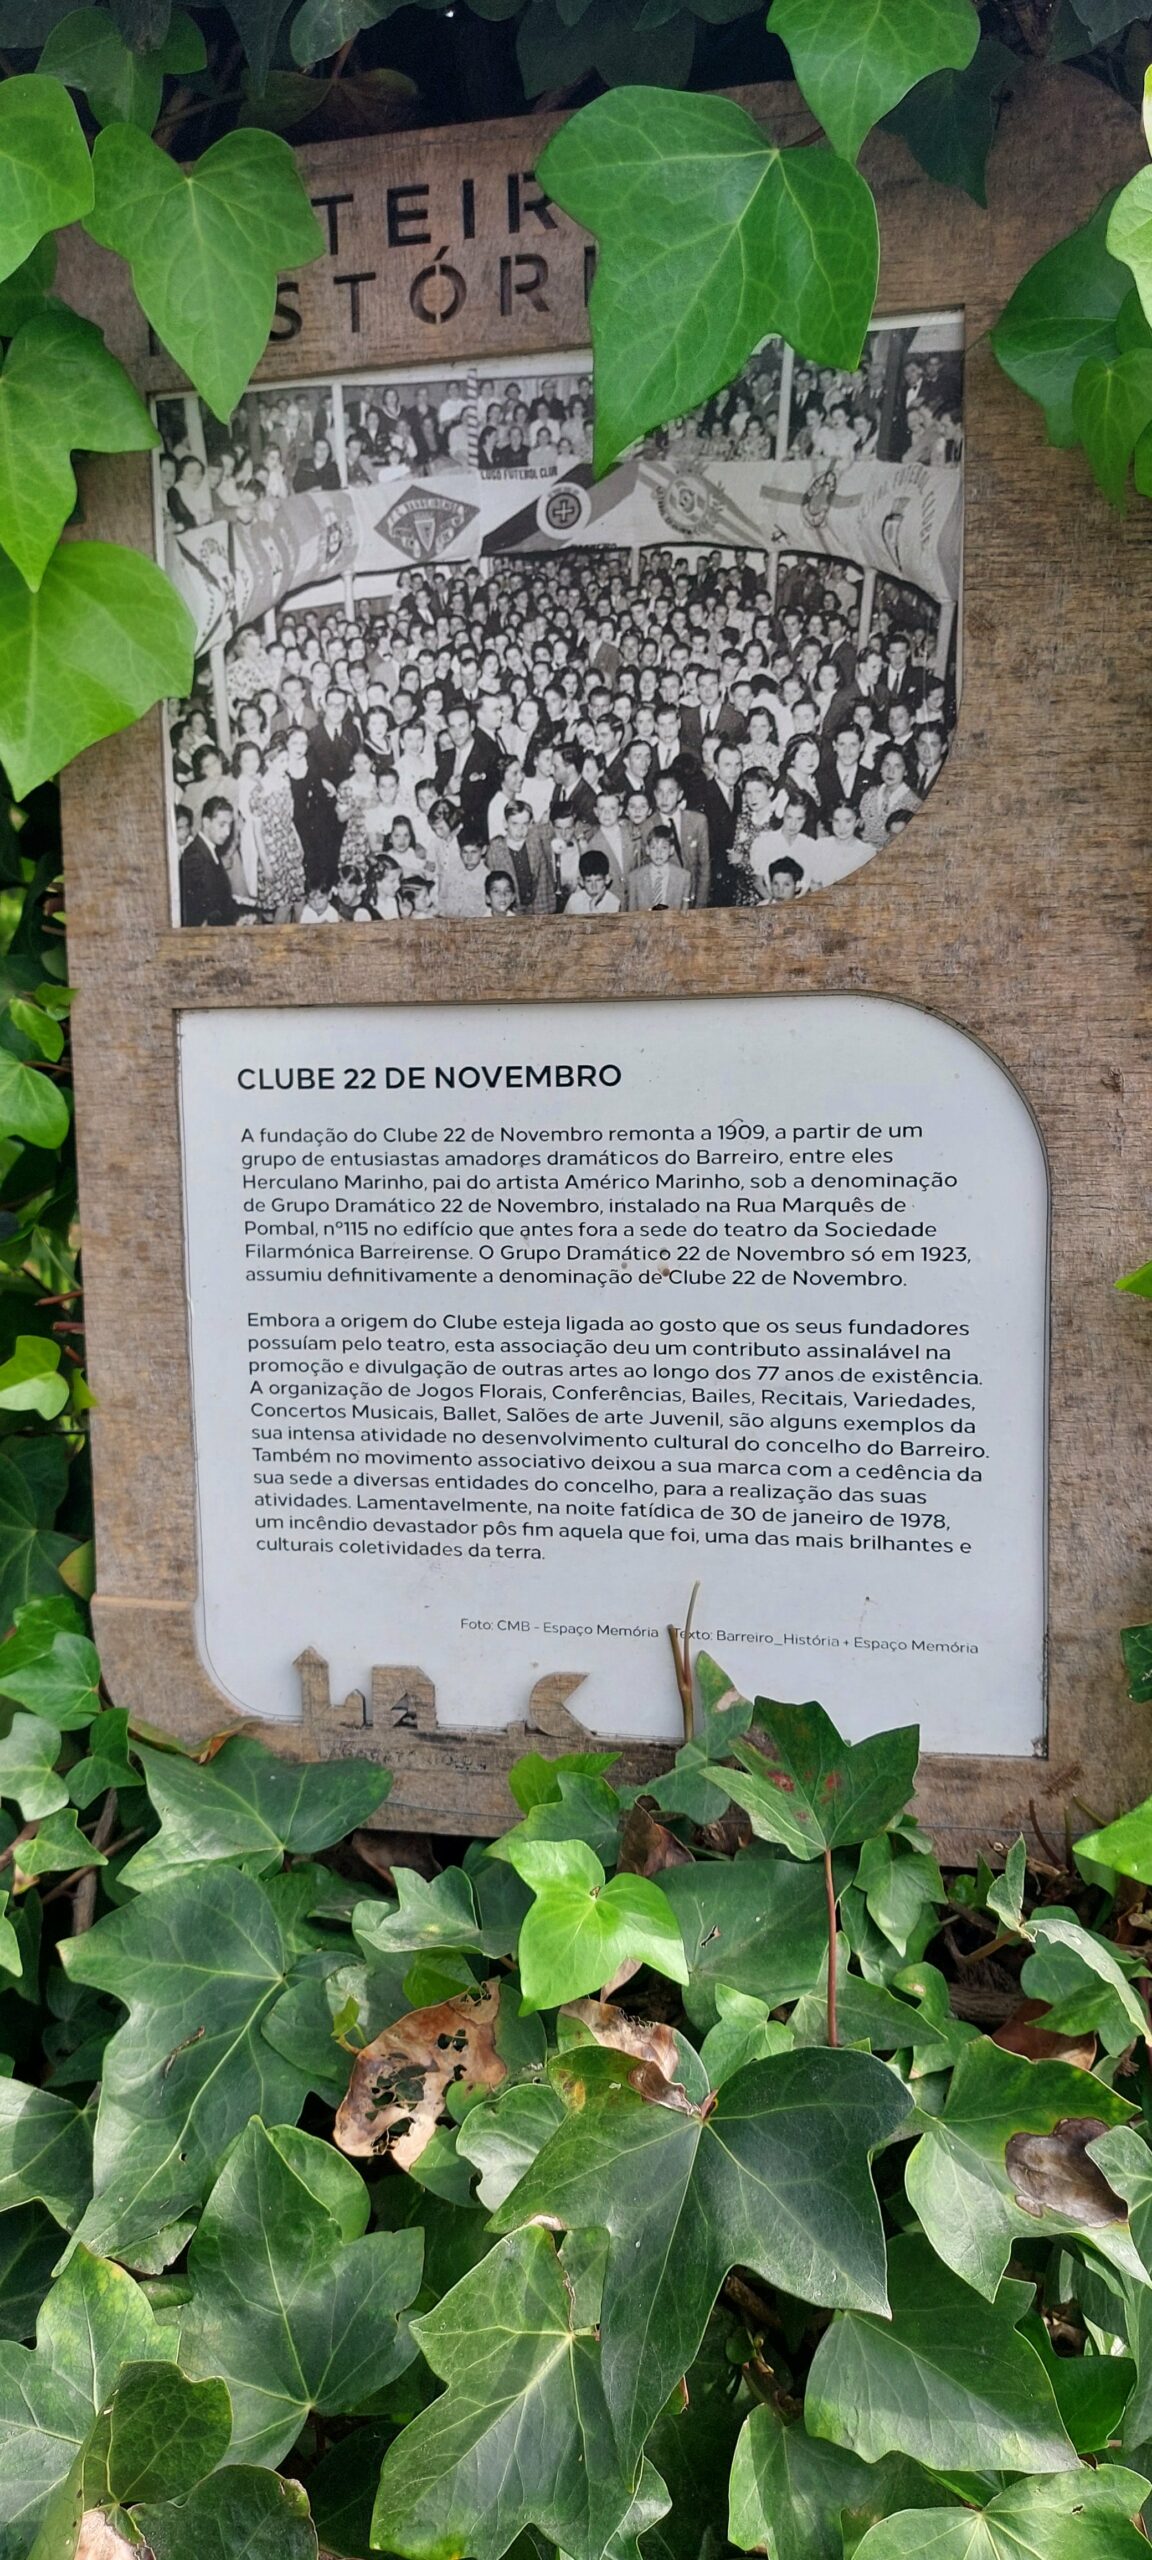 TEIR
STÓRI
LUSO FUTEBOL CLUB
CLUBE 22 DE NOVEMBRO
A fundação do Clube 22 de Novembro remonta a 1909, a partir de um
grupo de entusiastas amadores dramáticos do Barreiro, entre eles
Herculano Marinho, pai do artista Américo Marinho, sob a denominação
de Grupo Dramático 22 de Novembro, instalado na Rua Marquês de
Pombal, nº115 no edifício que antes fora a sede do teatro da Sociedade
Filarmónica Barreirense. O Grupo Dramático 22 de Novembro só em 1923,
assumiu definitivamente a denominação de Clube 22 de Novembro.
Embora a origem do Clube esteja ligada ao gosto que os seus fundadores
possuíam pelo teatro, esta associação deu um contributo assinalável na
promoção e divulgação de outras artes ao longo dos 77 anos de existência.
A organização de Jogos Florais, Conferências, Bailes, Recitais, Variedades,
Concertos Musicais, Ballet, Salões de arte Juvenil, são alguns exemplos da
sua intensa atividade no desenvolvimento cultural do concelho do Barreiro.
Também no movimento associativo deixou a sua marca com a cedência da
sua sede a diversas entidades do concelho, para a realização das suas
atividades. Lamentavelmente, na noite fatídica de 30 de janeiro de 1978,
um incêndio devastador pôs fim aquela que foi, uma das mais brilhantes e
culturais coletividades da terra.
Foto: CMB - Espaço Memória Texto: Barreiro_História + Espaço Memória